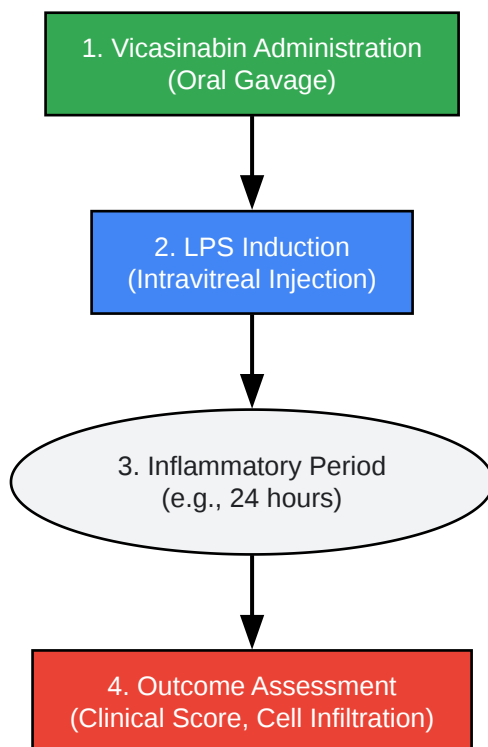 1. Vicasinabin Administration
(Oral Gavage)
2. LPS Induction
(Intravitreal Injection)
3. Inflammatory Period
(e.g., 24 hours)
4. Outcome Assessment
(Clinical Score, Cell Infiltration)